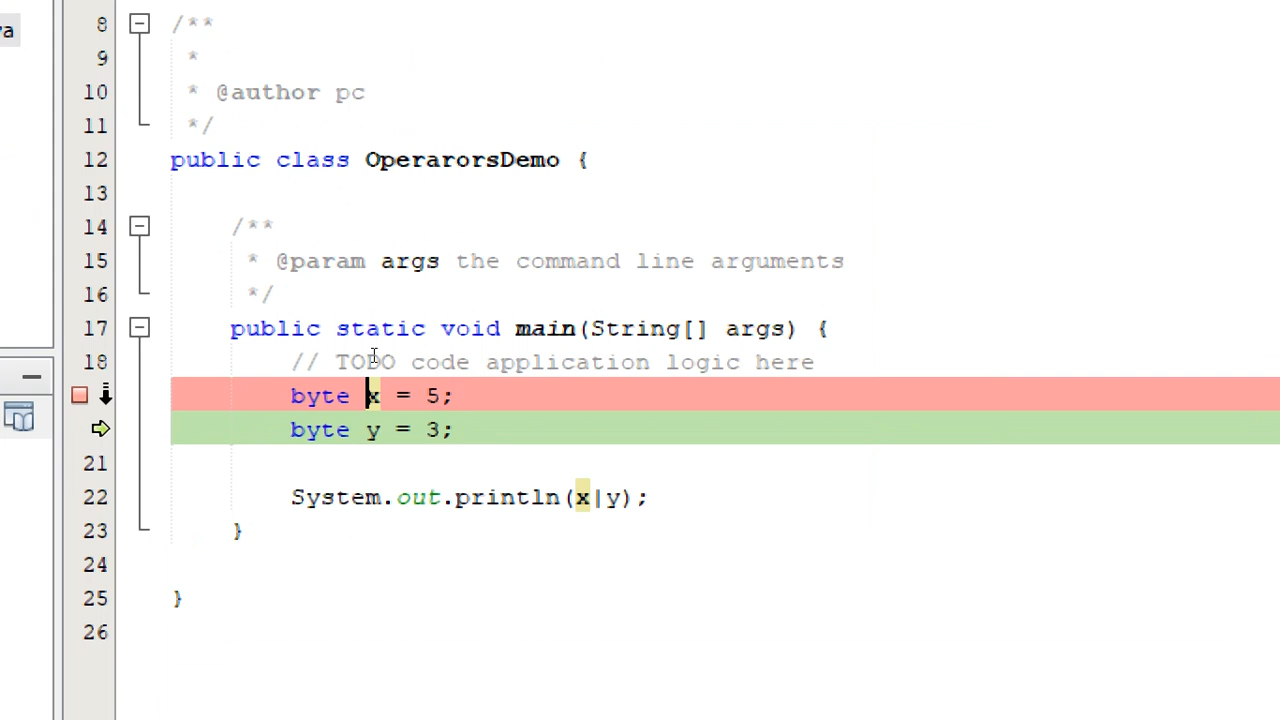 ra
8 /**
9 *
10 * @author pc
11 */
12 public class OperarorsDemo {
13
14 /**
15 * @param args the command line arguments
16 */
17 public static void main(String[] args) {
18 // TODO code application logic here
byte x = 5;
byte y = 3;
21
22 System.out.println(x|y);
23 }
24
25 }
26